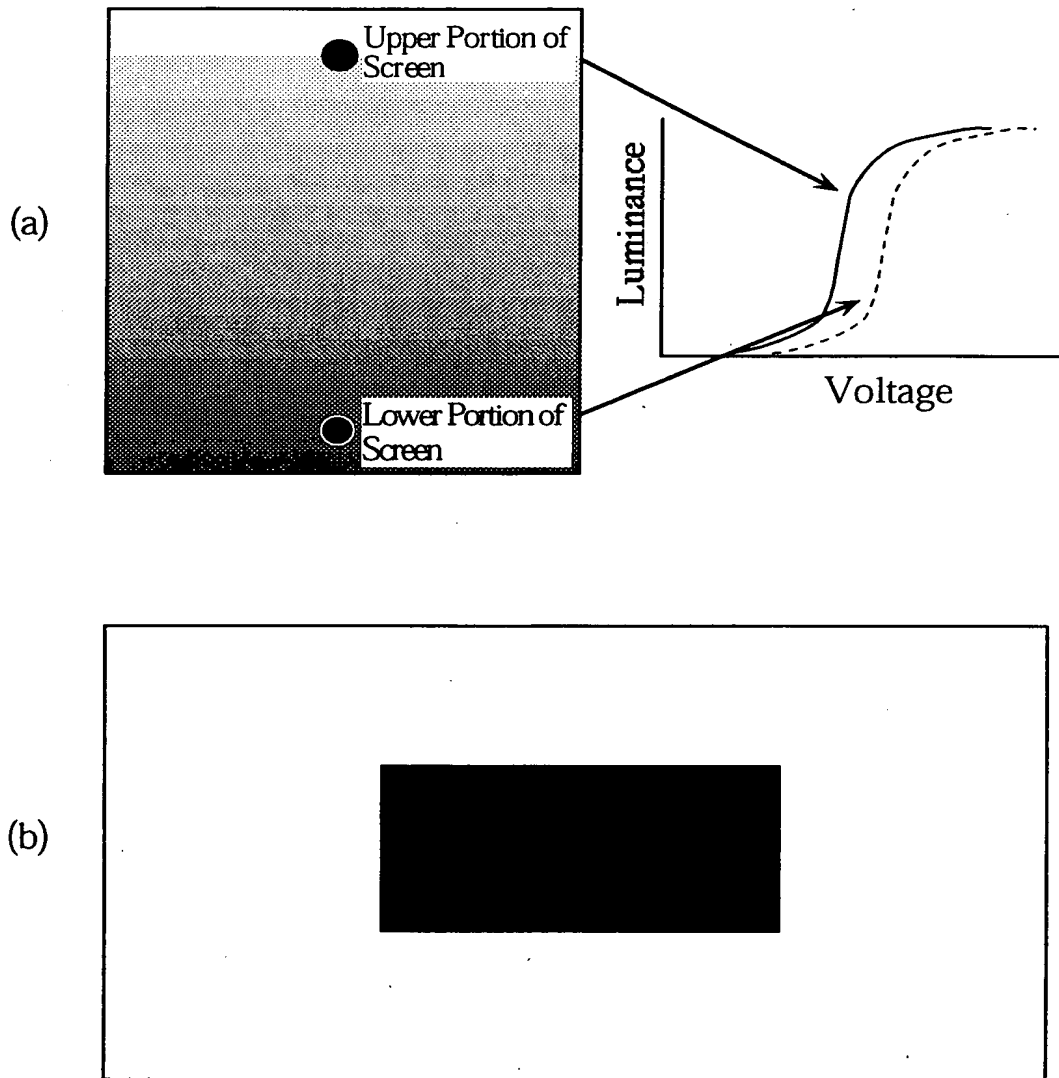 (a)
Upper Portion of
Screen
Lower Portion of
Screen
Luminance
Voltage
(b)